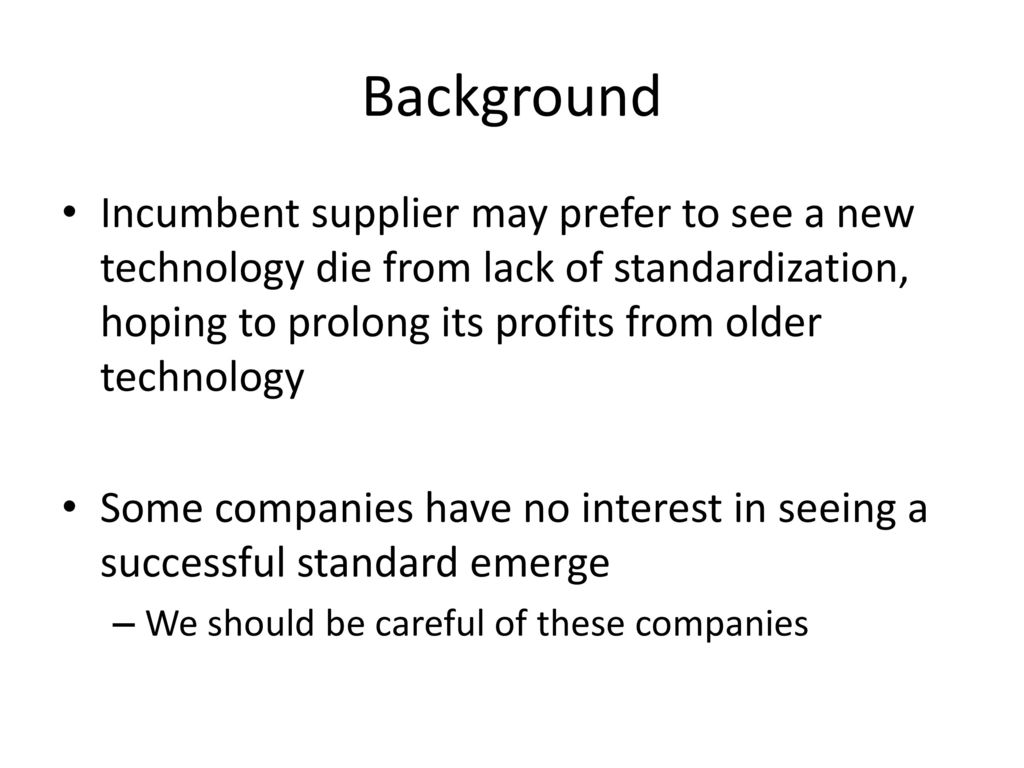 Background
• Incumbent supplier may prefer to see a new
technology die from lack of standardization,
hoping to prolong its profits from older
technology
• Some companies have no interest in seeing a
successful standard emerge
– We should be careful of these companies